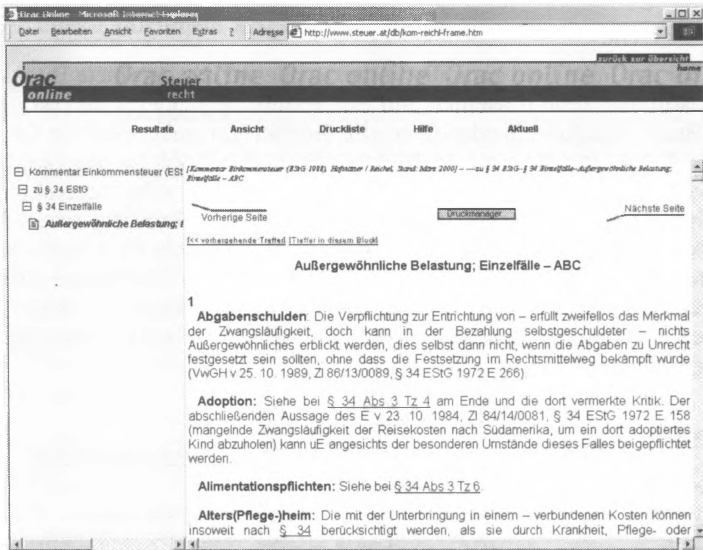 Orac Online - Microsoft Internet Explorer
Datei Bearbeiten Ansicht Favoriten Extras ? Adresse http://www.steuer.at/db/kom-reichl-frame.htm
zurück zur Übersicht
home
Orac online Orac online Orac online Orac
Orac
online
Steuer
recht
Resultate Ansicht Druckliste Hilfe Aktuell
Kommentar Einkommensteuer (ESt
zu § 34 EStG
§ 34 Einzelfälle
Außergewöhnliche Belastung; E
[Kommentar Einkommensteuer (EStG 1988), Hofstätter / Reichel, Stand: März 2000] – ---zu § 34 EStG–§ 34 Einzelfälle–Außergewöhnliche Belastung;
Einzelfälle – ABC
Vorherige Seite
Druckmanager
Nächste Seite
[<< vorhergehende Treffer] [Treffer in diesem Block]
Außergewöhnliche Belastung; Einzelfälle – ABC
1
Abgabenschulden: Die Verpflichtung zur Entrichtung von – erfüllt zweifellos das Merkmal
der Zwangsläufigkeit, doch kann in der Bezahlung selbstgeschuldeter – nichts
Außergewöhnliches erblickt werden, dies selbst dann nicht, wenn die Abgaben zu Unrecht
festgesetzt sein sollten, ohne dass die Festsetzung im Rechtsmittelweg bekämpft wurde
(VwGH v 25. 10. 1989, Zl 86/13/0089, § 34 EStG 1972 E 266).
Adoption: Siehe bei § 34 Abs 3 Tz 4 am Ende und die dort vermerkte Kritik. Der
abschließenden Aussage des E v 23. 10. 1984, Zl 84/14/0081, § 34 EStG 1972 E 158
(mangelnde Zwangsläufigkeit der Reisekosten nach Südamerika, um ein dort adoptiertes
Kind abzuholen) kann uE angesichts der besonderen Umstände dieses Falles beigepflichtet
werden.
Alimentationspflichten: Siehe bei § 34 Abs 3 Tz 6.
Alters(Pflege-)heim: Die mit der Unterbringung in einem – verbundenen Kosten können
insoweit nach § 34 berücksichtigt werden, als sie durch Krankheit, Pflege- oder